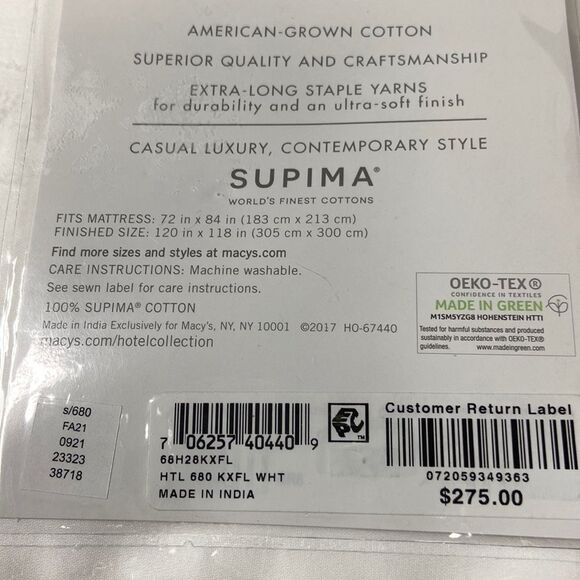 AMERICAN-GROWN COTTON
SUPERIOR QUALITY AND CRAFTSMANSHIP
EXTRA-LONG STAPLE YARNS
for durability and an ultra-soft finish
CASUAL LUXURY, CONTEMPORARY STYLE
SUPIMA®
WORLD'S FINEST COTTONS
FITS MATTRESS: 72 in x 84 in (183 cm x 213 cm)
FINISHED SIZE: 120 in x 118 in (305 cm x 300 cm)
Find more sizes and styles at macys.com
CARE INSTRUCTIONS: Machine washable.
See sewn label for care instructions.
100% SUPIMA® COTTON
Made in India Exclusively for Macy's, NY, NY 10001 ©2017 HO-67440
macys.com/hotelcollection
OEKO-TEX®
CONFIDENCE IN TEXTILES
MADE IN GREEN
M1SM5YZG8 HOHENSTEIN HTTI
Tested for harmful substances and produced
sustainably in accordance with OEKO-TEX®
guidelines. www.madeingreen.com
s/680
FA21
0921
23323
38718
7 06257 40440 9
68H28KXFL
HTL 680 KXFL WHT
MADE IN INDIA
TM
Customer Return Label
072059349363
$275.00